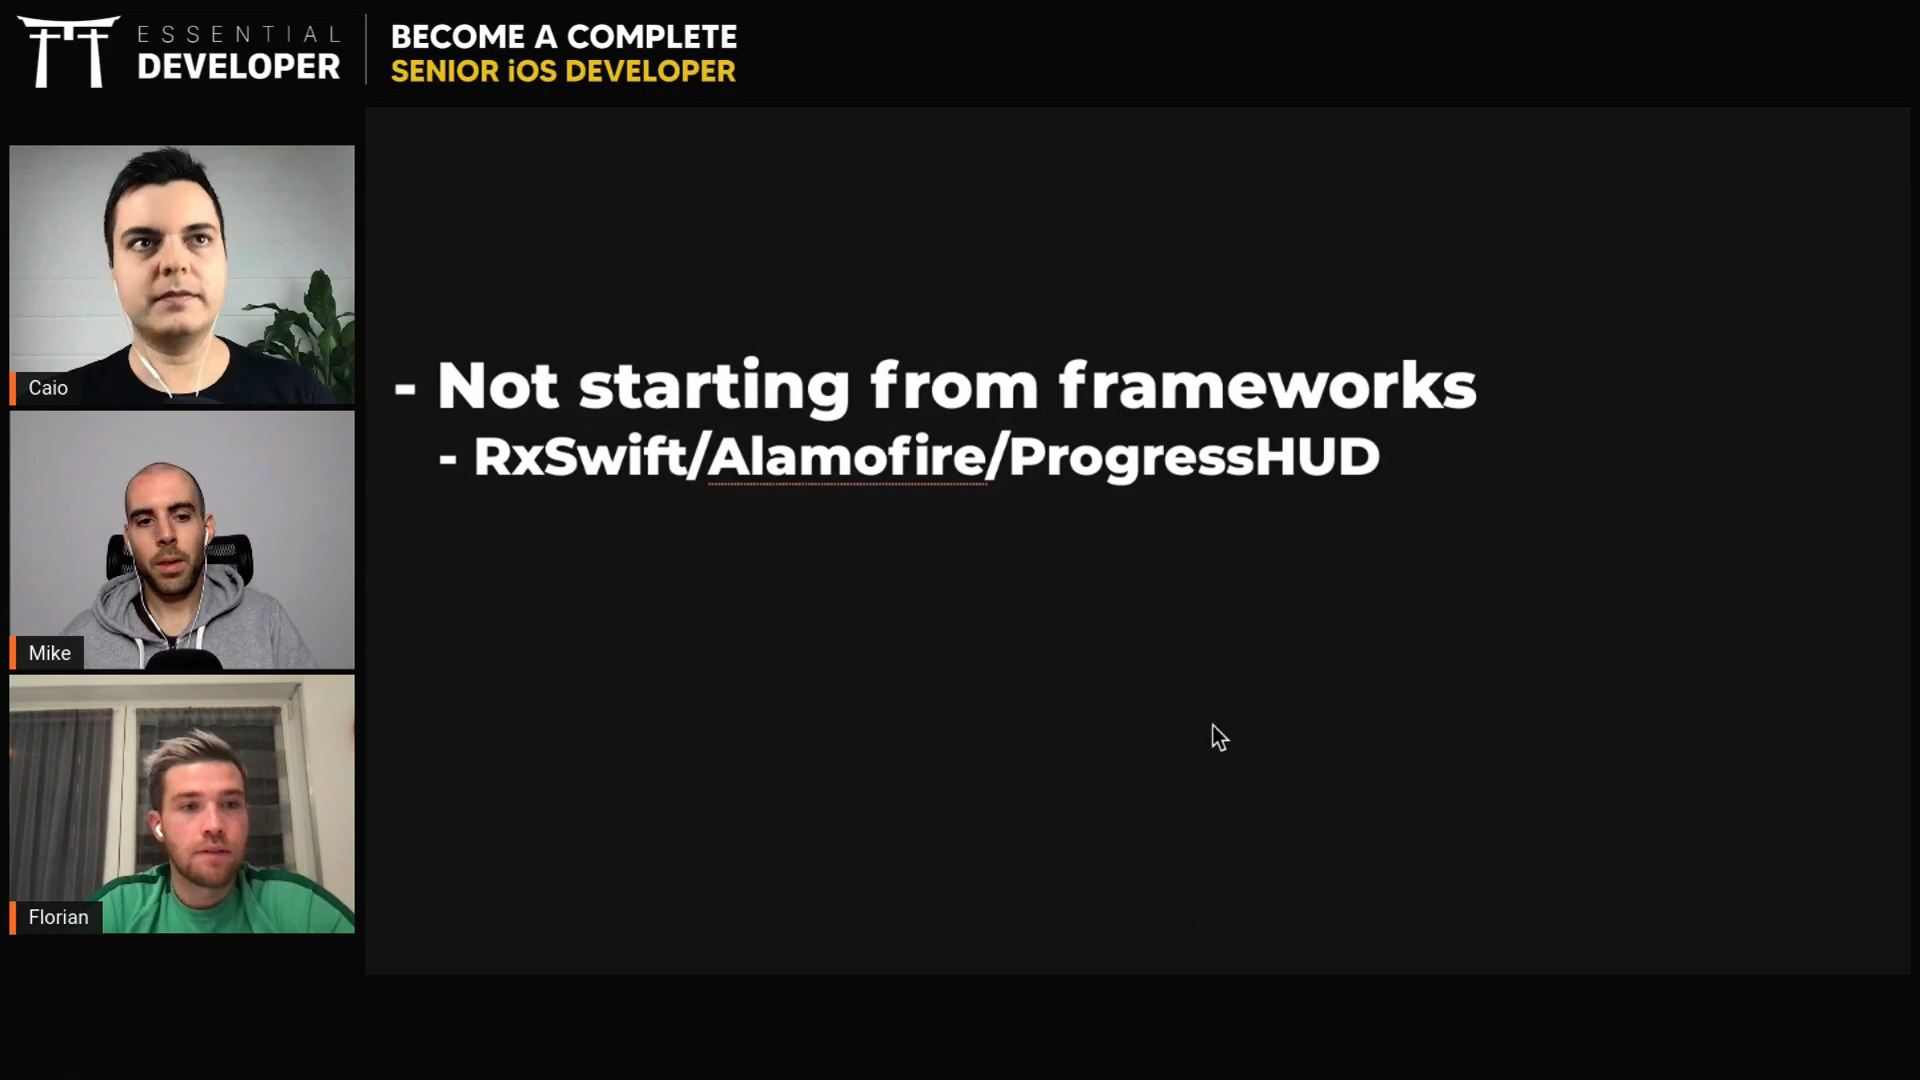 ESSENTIAL
DEVELOPER
BECOME A COMPLETE
SENIOR iOS DEVELOPER
Caio
Mike
Florian
- Not starting from frameworks
- RxSwift/Alamofire/ProgressHUD